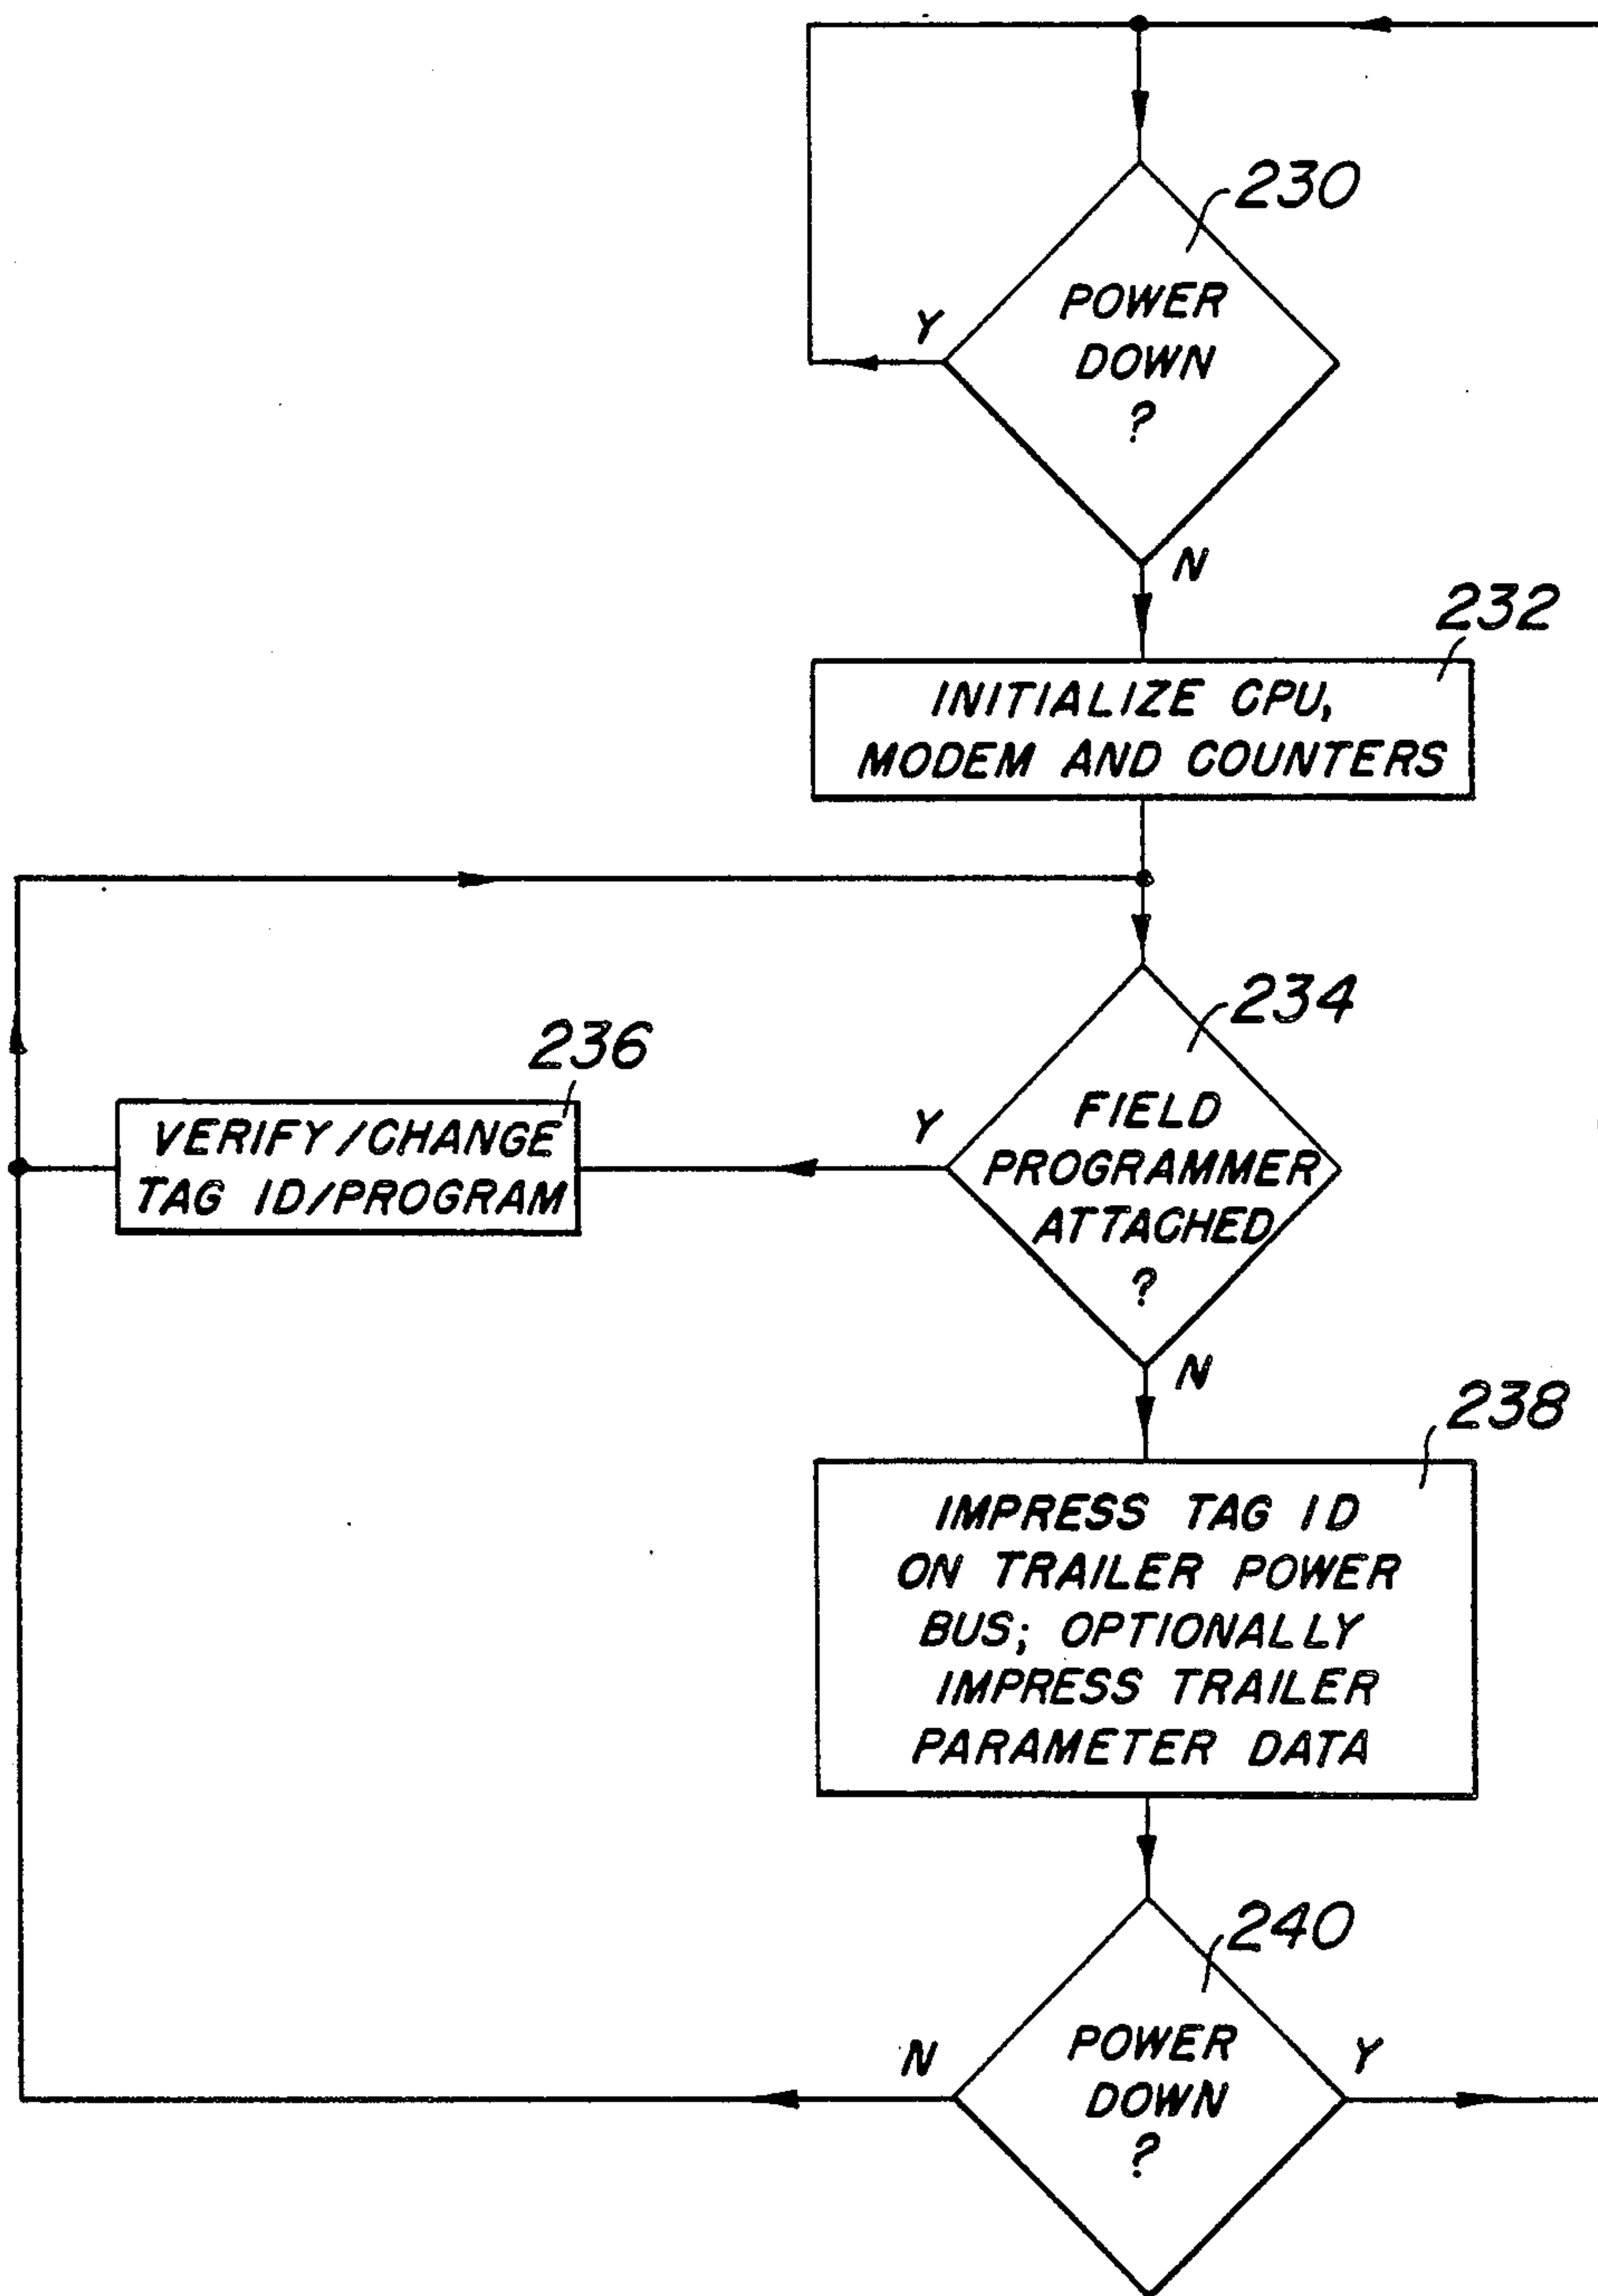 230
POWER
DOWN
?
Y
N
232
INITIALIZE CPU,
MODEM AND COUNTERS
234
FIELD
PROGRAMMER
ATTACHED
?
Y
N
236
VERIFY/CHANGE
TAG ID/PROGRAM
238
IMPRESS TAG ID
ON TRAILER POWER
BUS; OPTIONALLY
IMPRESS TRAILER
PARAMETER DATA
240
POWER
DOWN
?
N
Y